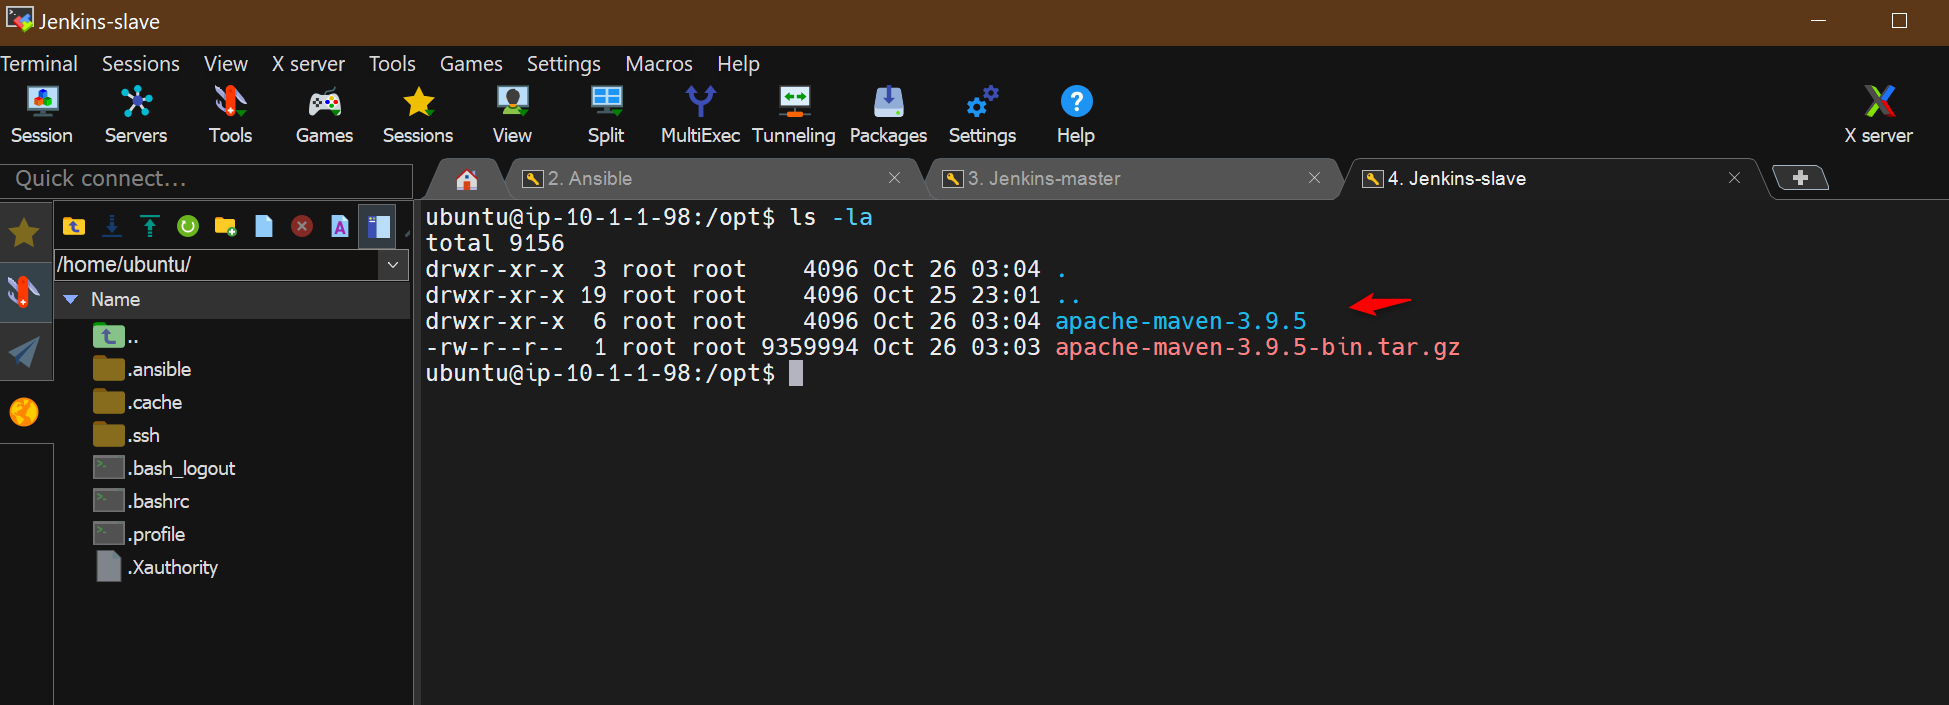 Jenkins-slave
Terminal Sessions View X server Tools Games Settings Macros Help
Session Servers Tools Games Sessions View Split MultiExec Tunneling Packages Settings Help X server
Quick connect...
2. Ansible
3. Jenkins-master
4. Jenkins-slave
/home/ubuntu/
Name
..
.ansible
.cache
.ssh
.bash_logout
.bashrc
.profile
.Xauthority
ubuntu@ip-10-1-1-98:/opt$ ls -la
total 9156
drwxr-xr-x  3 root root    4096 Oct 26 03:04 .
drwxr-xr-x 19 root root    4096 Oct 25 23:01 ..
drwxr-xr-x  6 root root    4096 Oct 26 03:04 apache-maven-3.9.5
-rw-r--r--  1 root root 9359994 Oct 26 03:03 apache-maven-3.9.5-bin.tar.gz
ubuntu@ip-10-1-1-98:/opt$